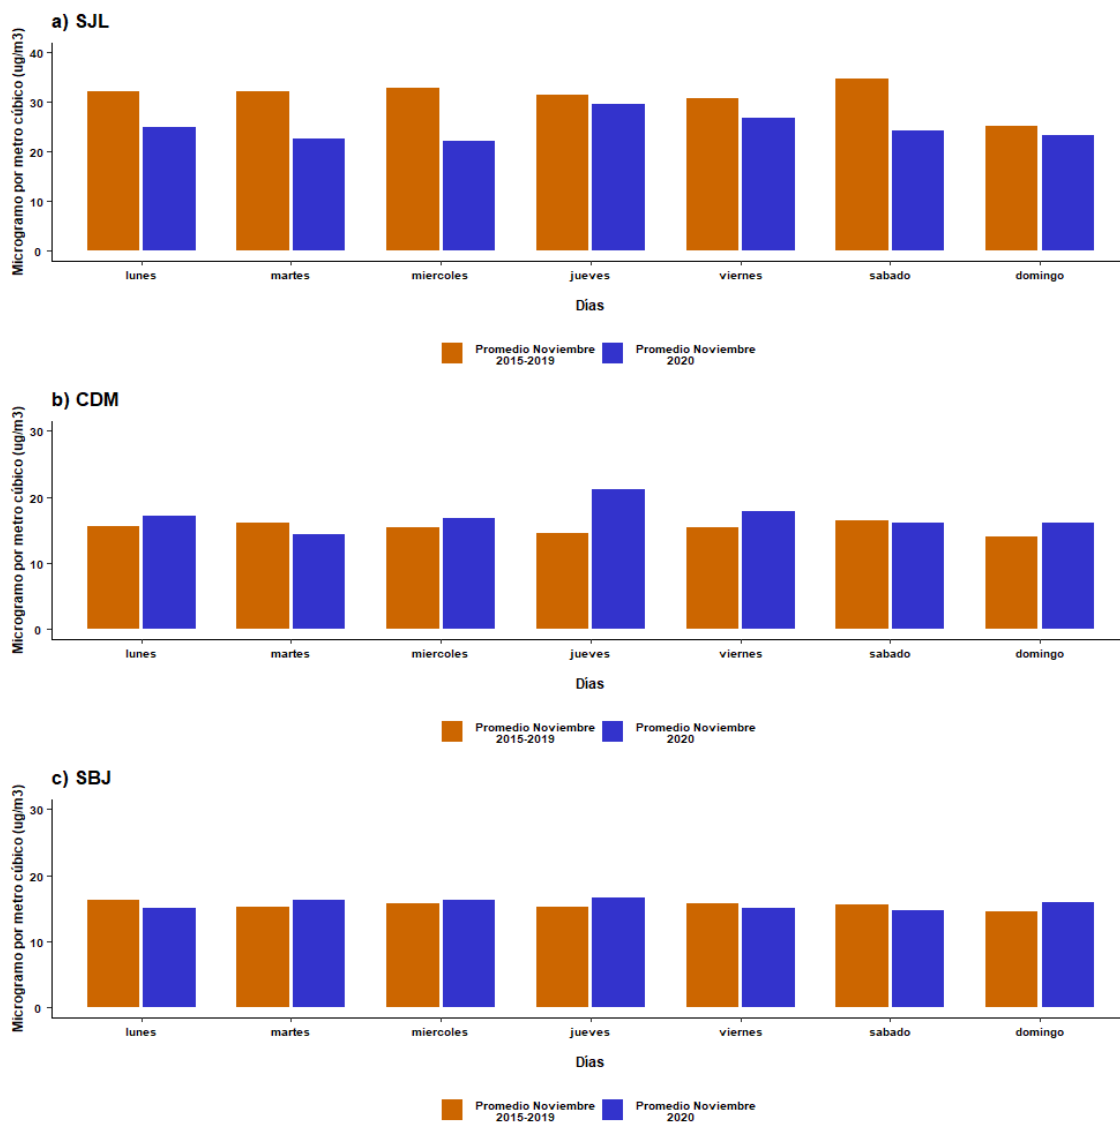 a) SJL
Microgramo por metro cúbico (ug/m3)
40
30
20
10
0
lunes martes miercoles jueves viernes sabado domingo
Dias
Promedio Noviembre Promedio Noviembre
2015-2019 2020
b) CDM
Microgramo por metro cúbico (ug/m3)
30
20
10
0
lunes martes miercoles jueves viernes sabado domingo
Dias
Promedio Noviembre Promedio Noviembre
2015-2019 2020
c) SBJ
Microgramo por metro cúbico (ug/m3)
30
20
10
0
lunes martes miercoles jueves viernes sabado domingo
Dias
Promedio Noviembre Promedio Noviembre
2015-2019 2020